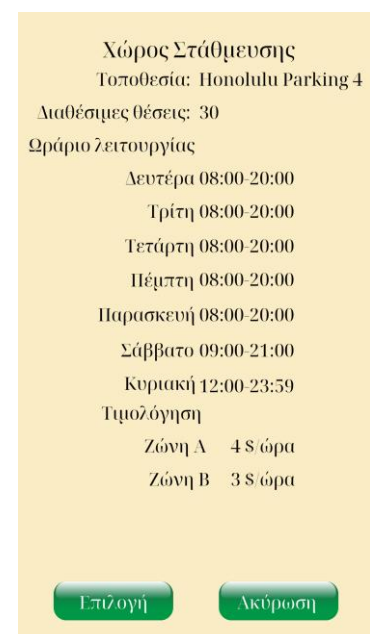 Χώρος Στάθμευσης
Τοποθεσία: Honolulu Parking 4
Διαθέσιμες θέσεις: 30
Ωράριο λειτουργίας
Δευτέρα 08:00-20:00
Τρίτη 08:00-20:00
Τετάρτη 08:00-20:00
Πέμπτη 08:00-20:00
Παρασκευή 08:00-20:00
Σάββατο 09:00-21:00
Κυριακή 12:00-23:59
Τιμολόγηση
Ζώνη Α 4 $/ώρα
Ζώνη Β 3 $/ώρα
Επιλογή Ακύρωση